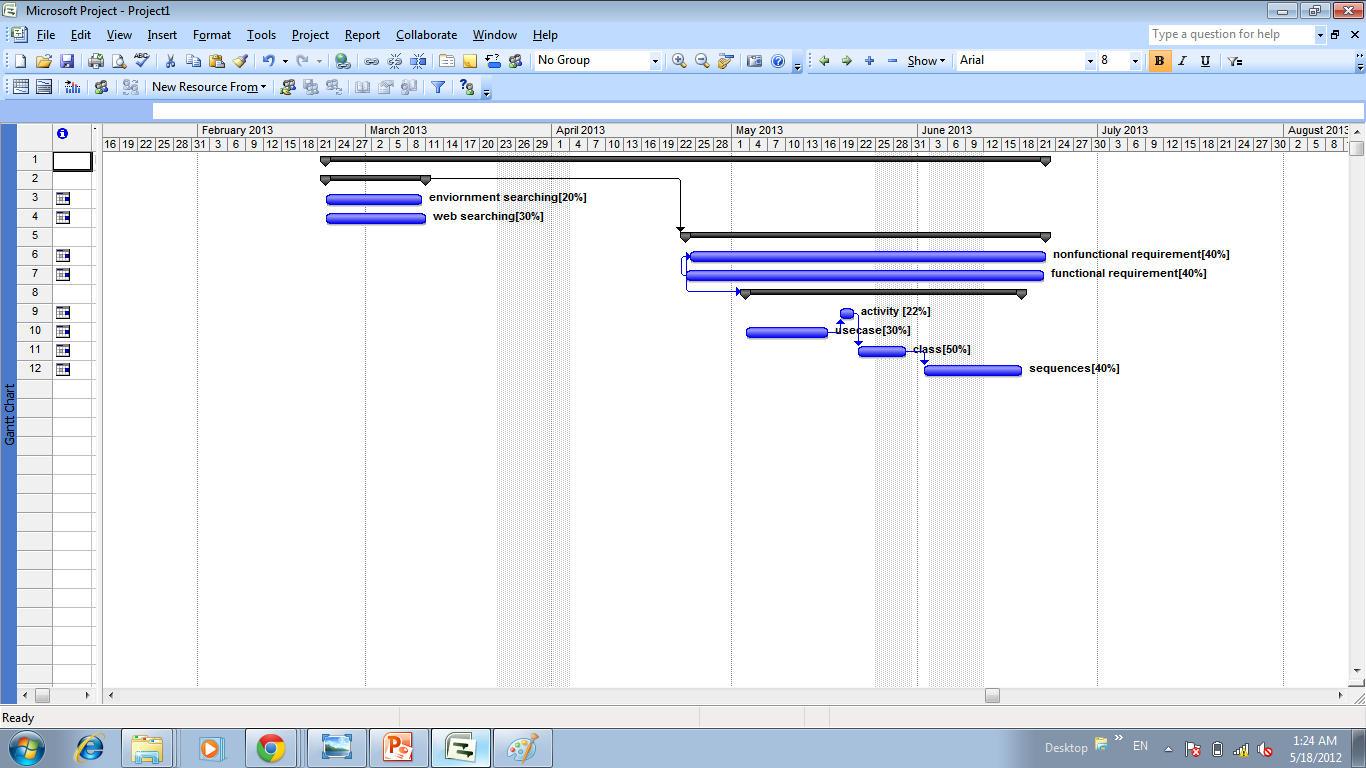 Microsoft Project - Project1
File Edit View Insert Format Tools Project Report Collaborate Window Help
Type a question for help
No Group Show Arial 8 B I U
New Resource From
February 2013 March 2013 April 2013 May 2013 June 2013 July 2013 August 2013
16 19 22 25 28 31 3 6 9 12 15 18 21 24 27 2 5 8 11 14 17 20 23 26 29 1 4 7 10 13 16 19 22 25 28 1 4 7 10 13 16 19 22 25 28 31 3 6 9 12 15 18 21 24 27 30 3 6 9 12 15 18 21 24 27 30 2 5 8
1
2
3 enviornment searching[20%]
4 web searching[30%]
5
6 nonfunctional requirement[40%]
7 functional requirement[40%]
8
9 activity [22%]
10 usecase[30%]
11 class[50%]
12 sequences[40%]
Gantt Chart
Ready
Desktop EN 1:24 AM
5/18/2012